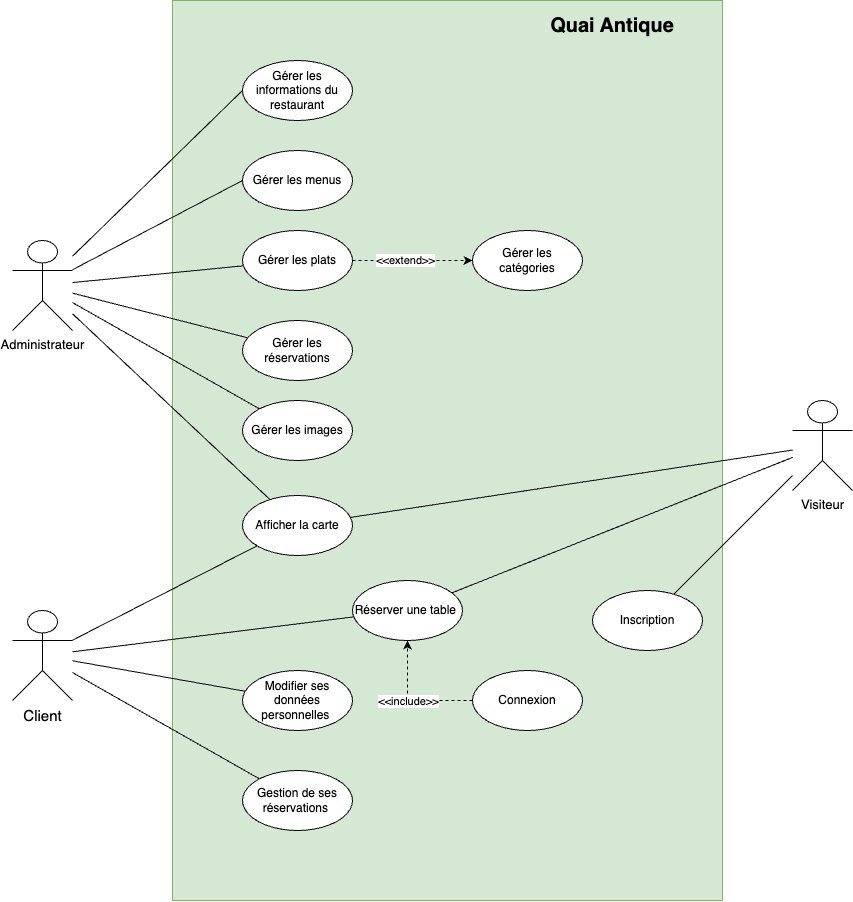 Quai Antique
Gérer les
informations du
restaurant
Gérer les menus
Gérer les plats
<<extend>>
Gérer les
catégories
Administrateur
Gérer les
réservations
Gérer les images
Visiteur
Afficher la carte
Réserver une table
Inscription
Client
Modifier ses
données
personnelles
<<include>>
Connexion
Gestion de ses
réservations